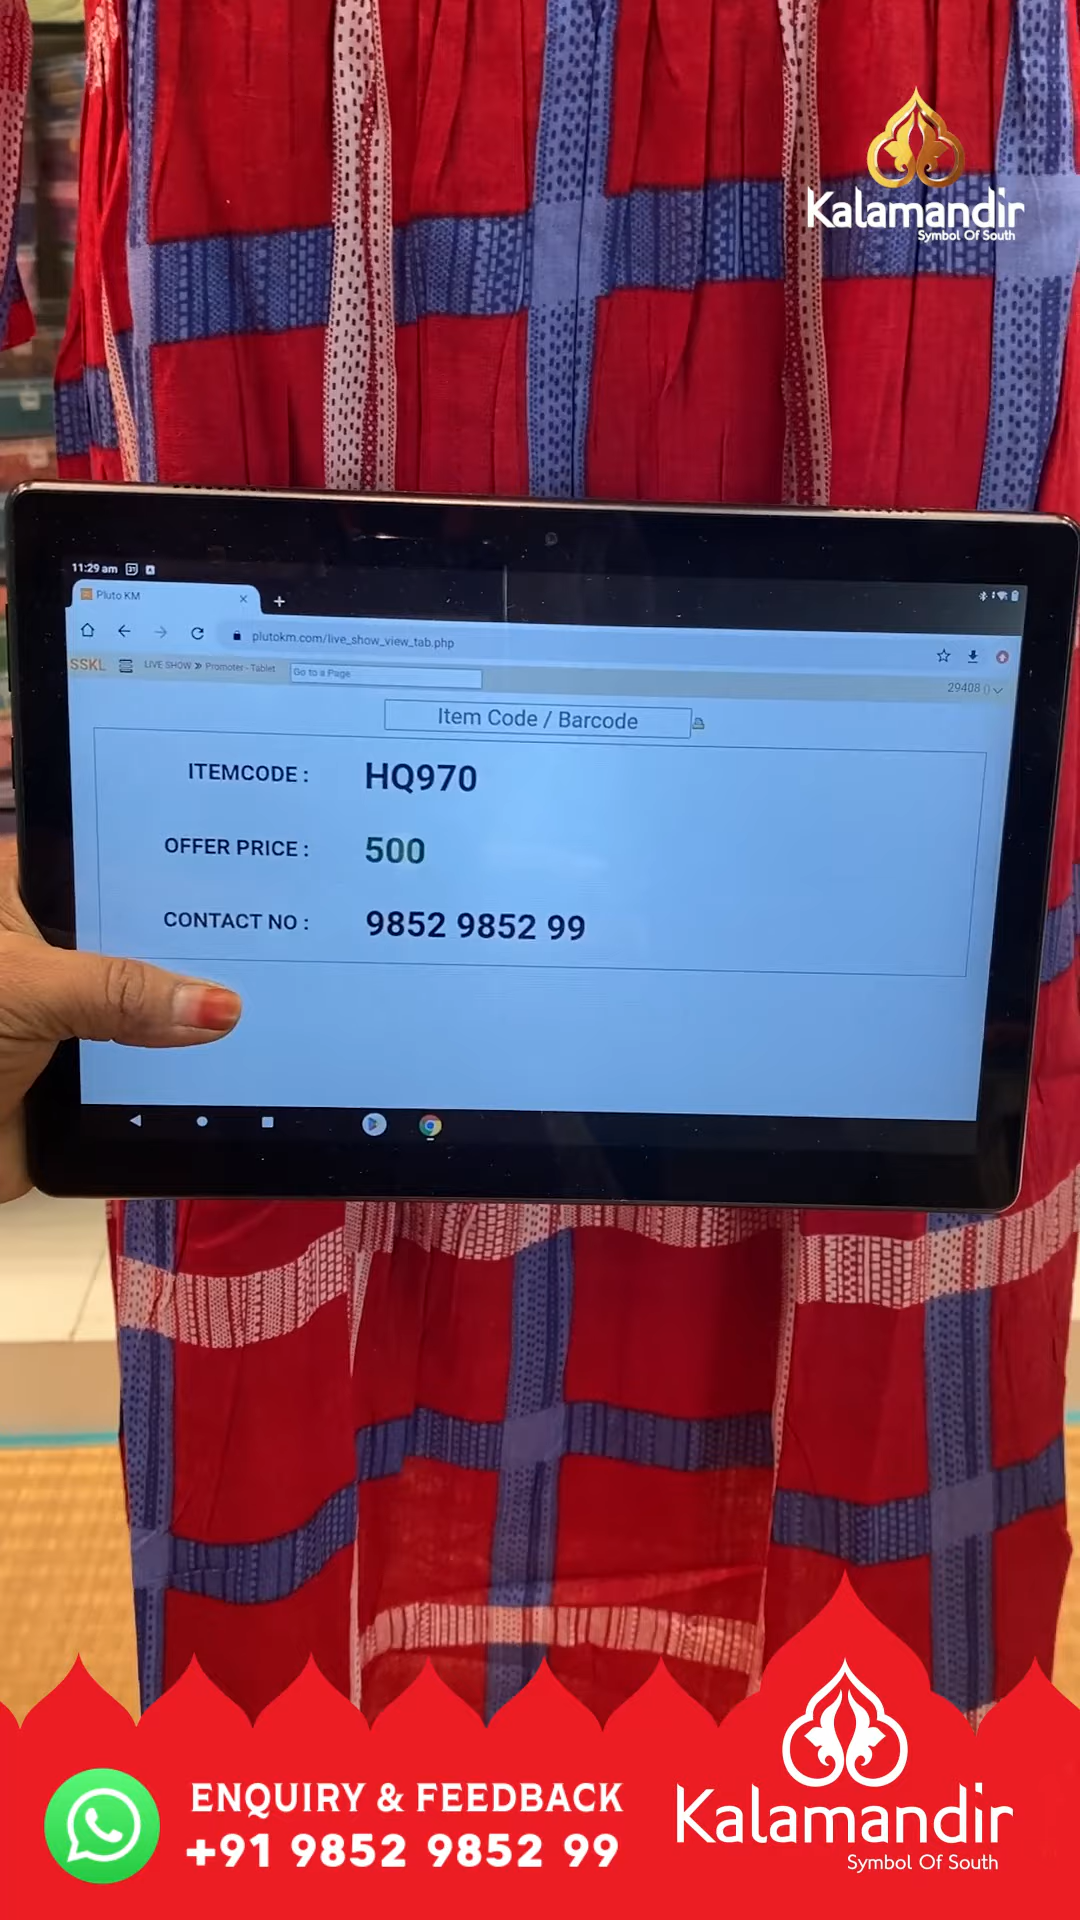 Kalamandir
Symbol Of South
11:29 am
Pluto KM
plutokm.com/live_show_view_tab.php
SSKL LIVE SHOW >> Promoter - Tablet Go to a Page
29408 ()
Item Code / Barcode
ITEMCODE : HQ970
OFFER PRICE : 500
CONTACT NO : 9852 9852 99
ENQUIRY & FEEDBACK
+91 9852 9852 99
Kalamandir
Symbol Of South